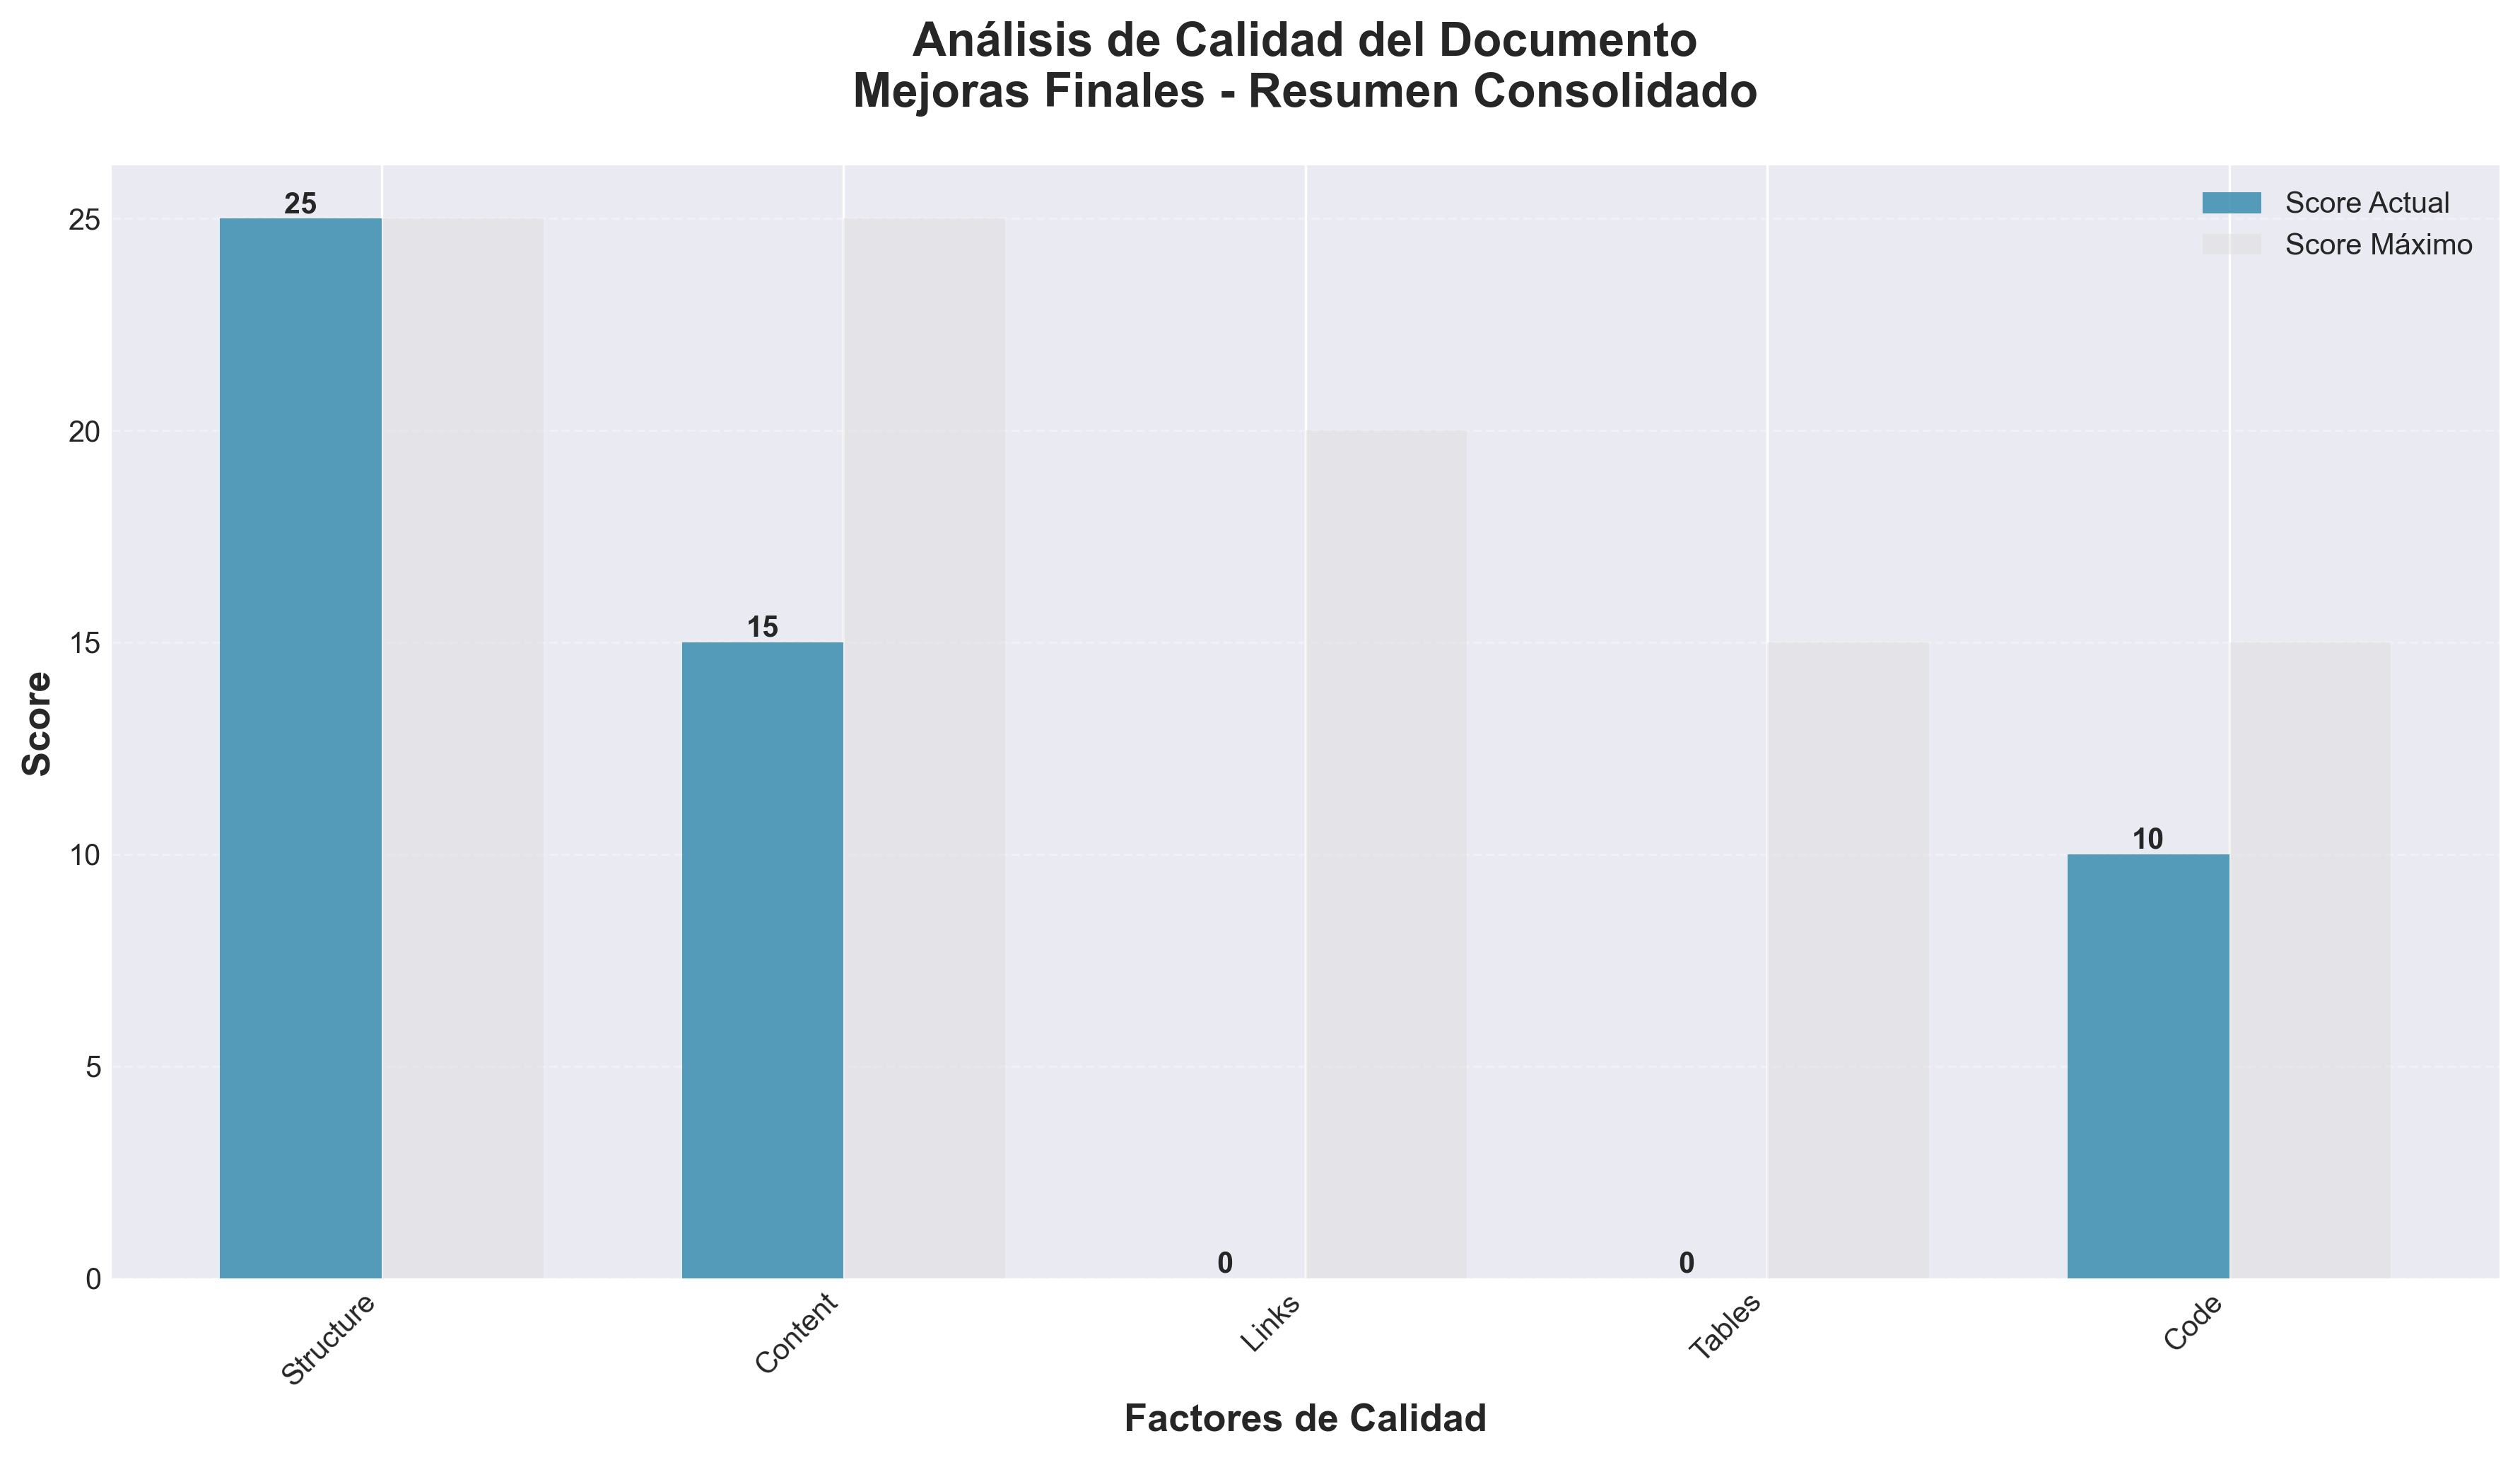 Análisis de Calidad del Documento
Mejoras Finales - Resumen Consolidado
Score Actual
Score Máximo
Score
25
20
15
10
5
0
25
15
0
0
10
Structure
Content
Links
Tables
Code
Factores de Calidad